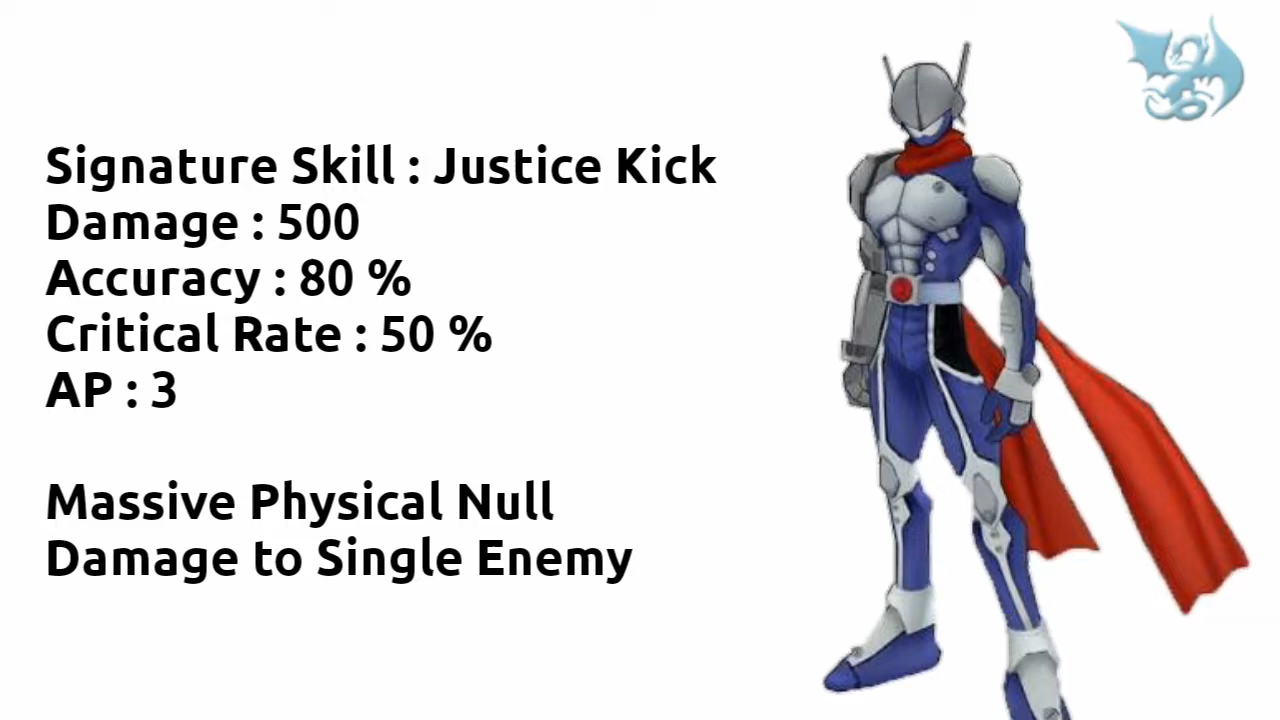 Signature Skill : Justice Kick
Damage : 500
Accuracy : 80 %
Critical Rate : 50 %
AP : 3
Massive Physical Null
Damage to Single Enemy